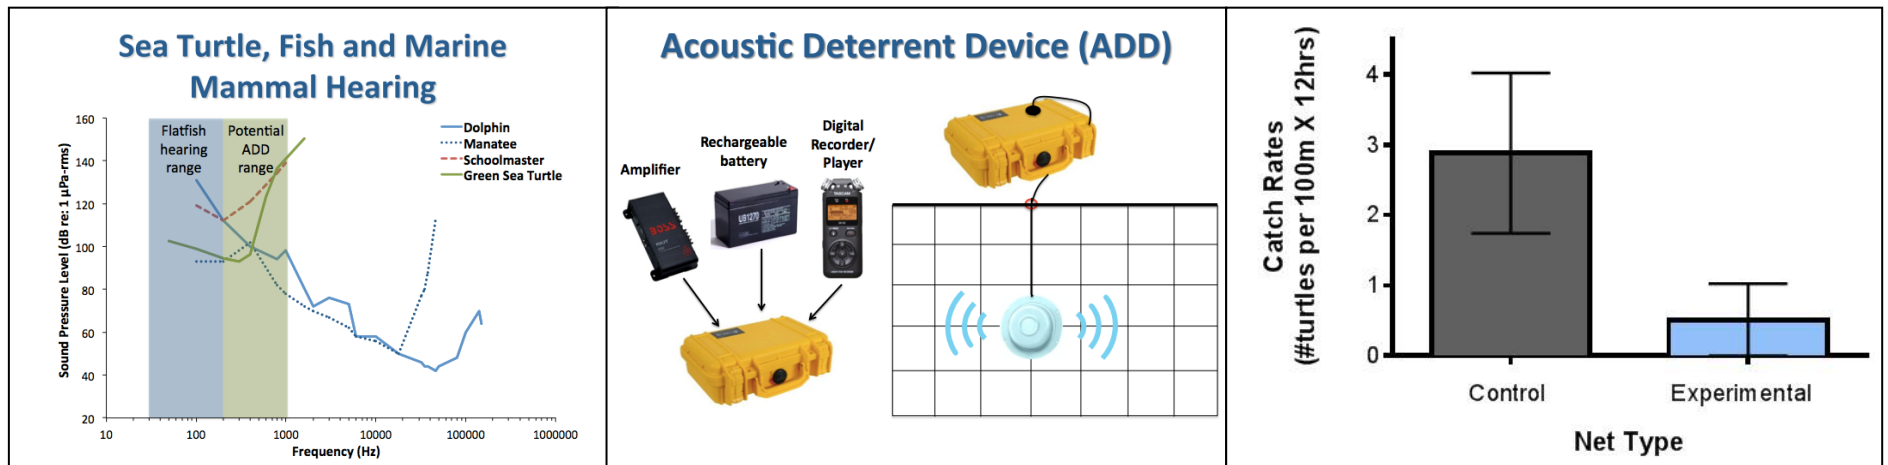 Sea Turtle, Fish and Marine
Mammal Hearing
Sound Pressure Level (dB re: 1 µPa-rms)
160
140
120
100
80
60
40
20
Flatfish
hearing
range
Potential
ADD
range
Dolphin
Manatee
Schoolmaster
Green Sea Turtle
10
100
1000
10000
100000
1000000
Frequency (Hz)
Acoustic Deterrent Device (ADD)
Amplifier
Rechargeable
battery
Digital
Recorder/
Player
BOSS
UB1270
TASCAM
Catch Rates
(#turtles per 100m X 12hrs)
4
3
2
1
0
Control
Experimental
Net Type